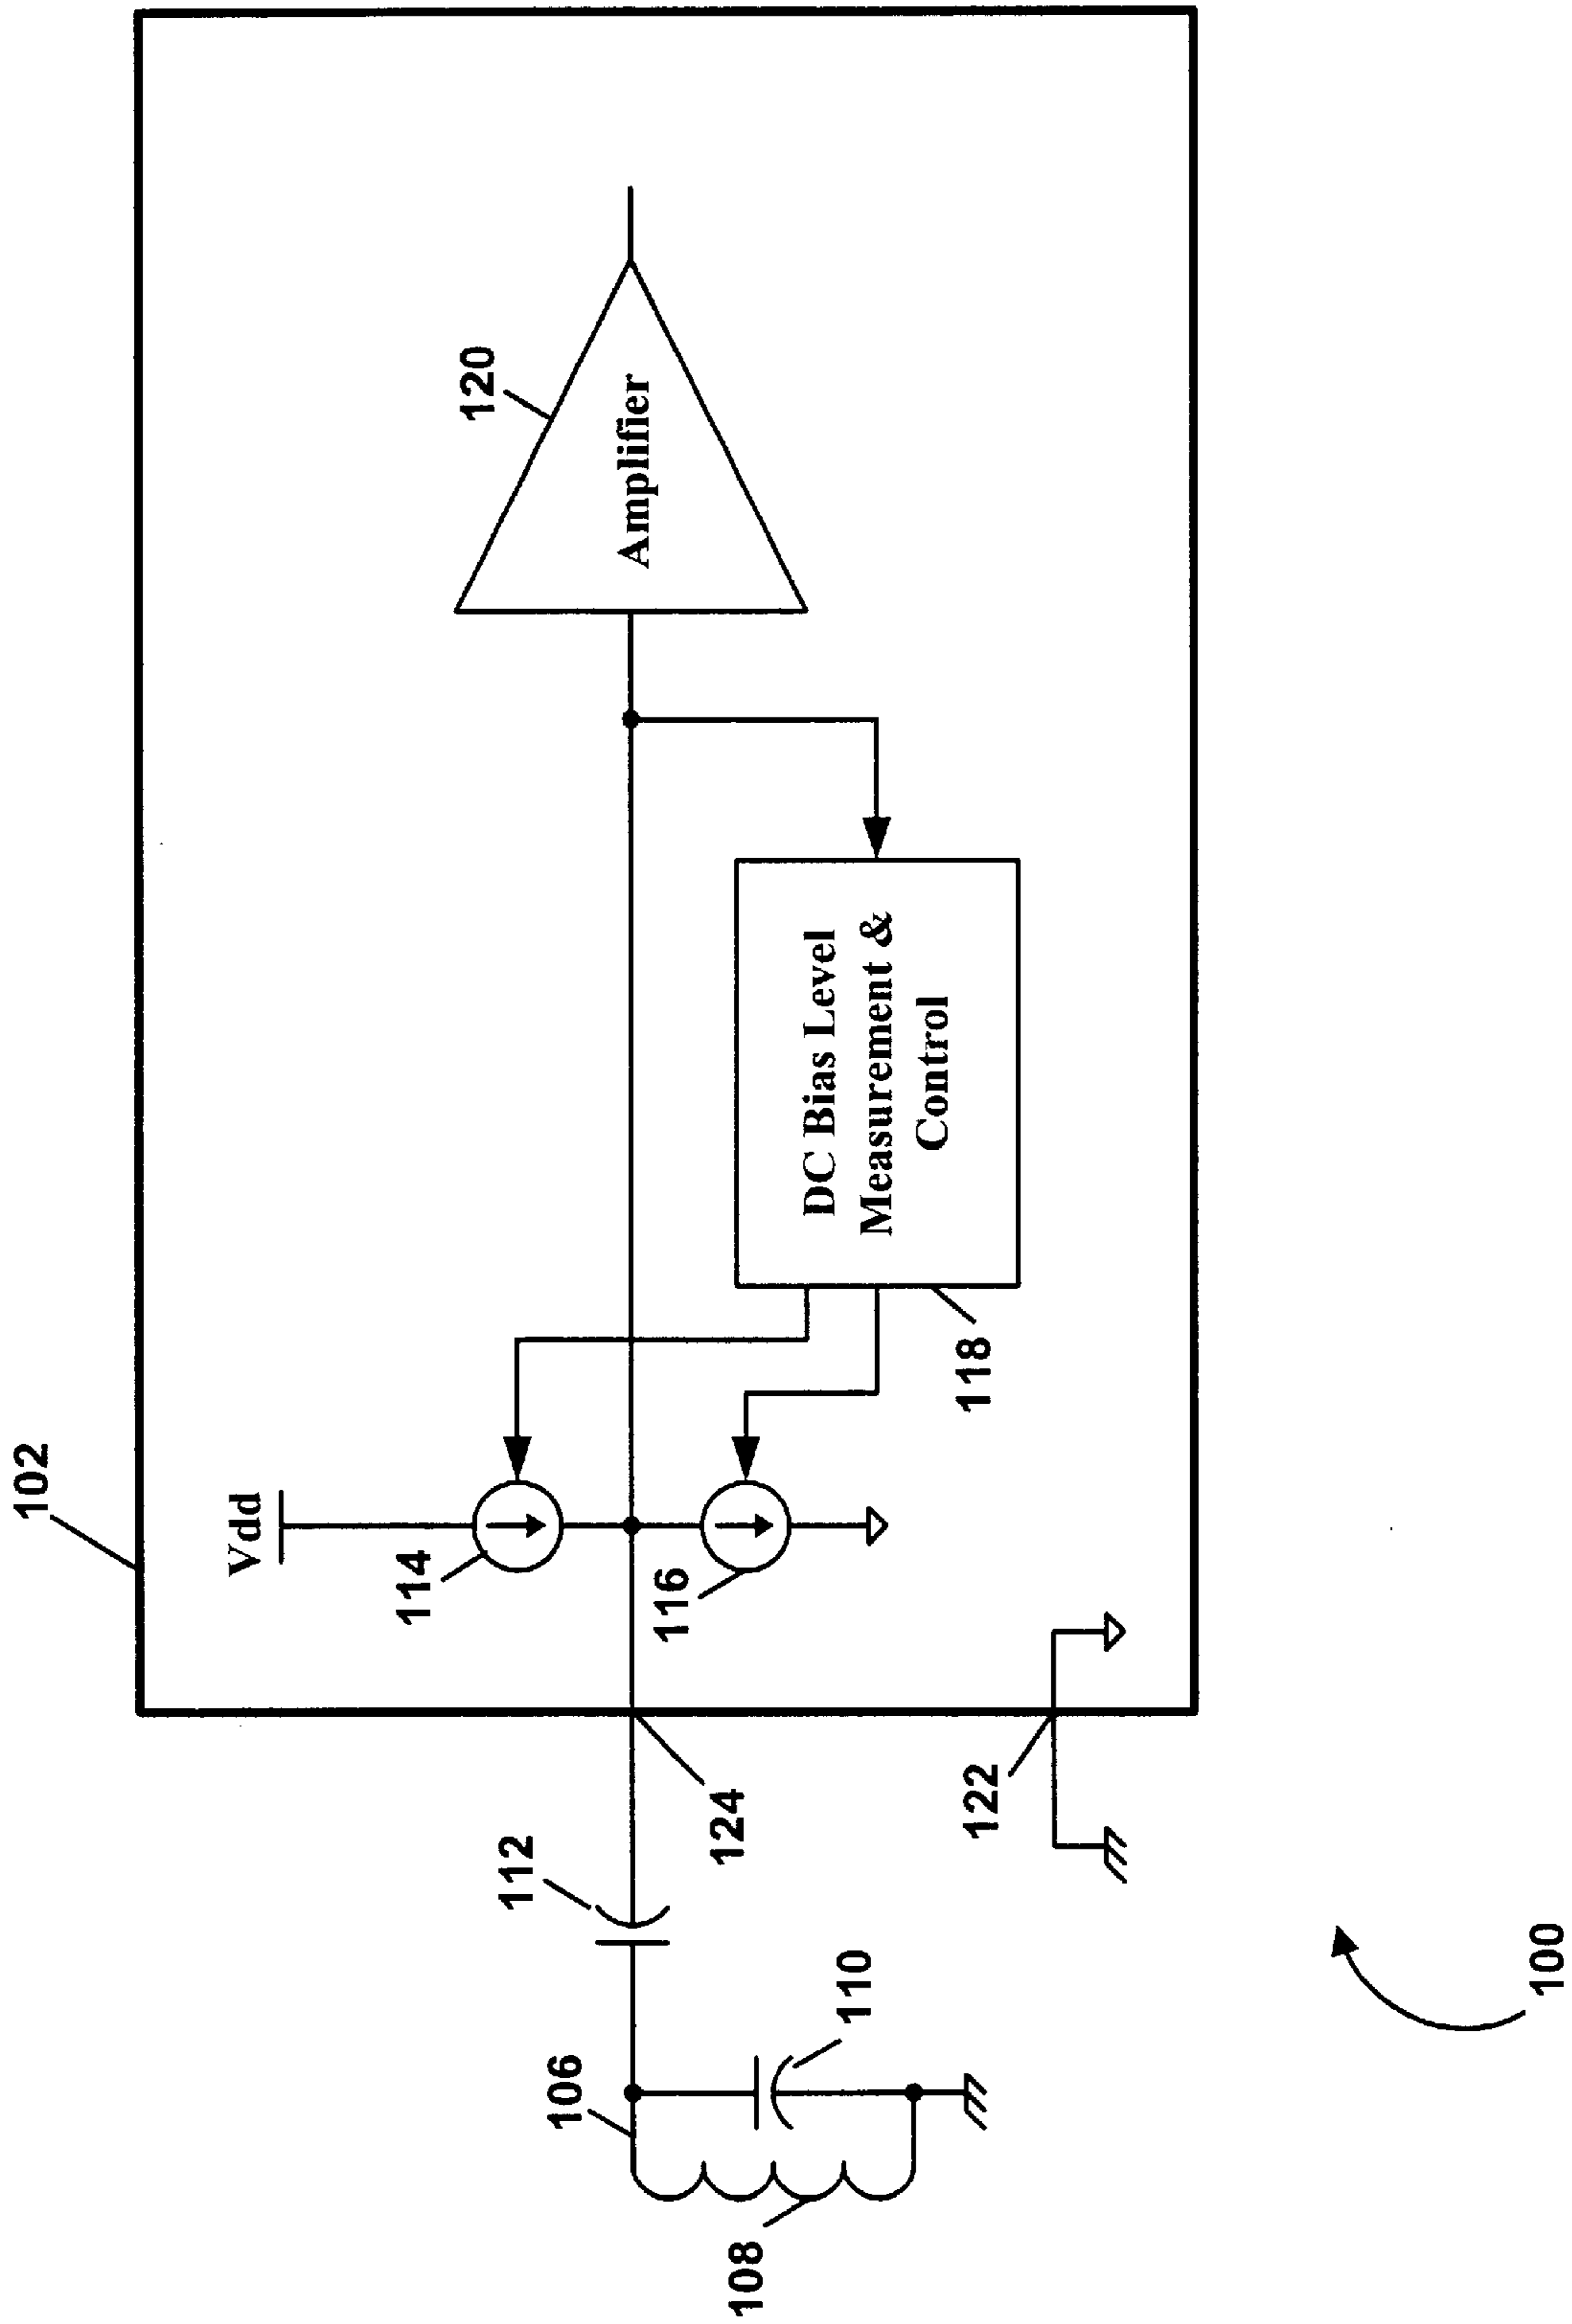 102
Vdd
120
Amplifier
114
116
DC Bias Level
Measurement &
Control
118
112
124
122
106
110
108
100